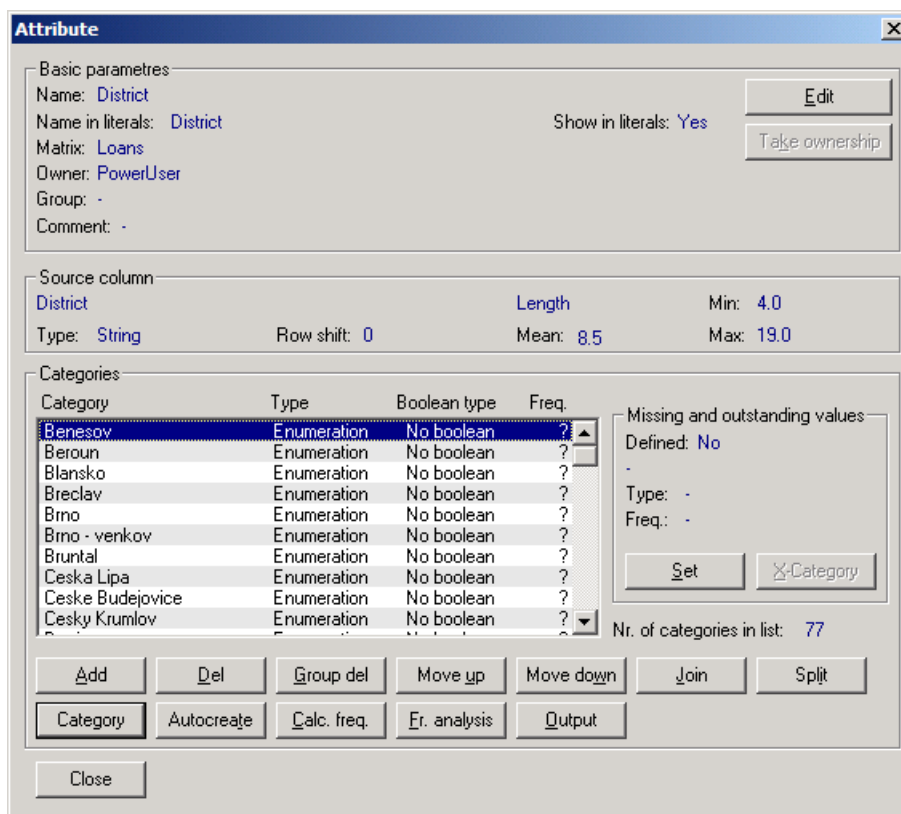 Attribute
Basic parametres
Name: District
Edit
Name in literals: District
Show in literals: Yes
Take ownership
Matrix: Loans
Owner: PowerUser
Group: -
Comment: -
Source column
District Length Min: 4.0
Type: String Row shift: 0 Mean: 8.5 Max: 19.0
Categories
Category Type Boolean type Freq.
Benesov Enumeration No boolean ?
Beroun Enumeration No boolean ?
Blansko Enumeration No boolean ?
Breclav Enumeration No boolean ?
Brno Enumeration No boolean ?
Brno - venkov Enumeration No boolean ?
Bruntal Enumeration No boolean ?
Ceska Lipa Enumeration No boolean ?
Ceske Budejovice Enumeration No boolean ?
Cesky Krumlov Enumeration No boolean ?
Missing and outstanding values
Defined: No
-
Type: -
Freq.: -
Set X-Category
Nr. of categories in list: 77
Add Del Group del Move up Move down Join Split
Category Autocreate Calc. freq. Fr. analysis Output
Close